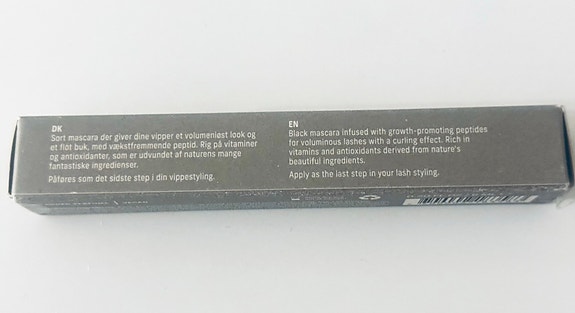 DK
Sort mascara der giver dine vipper et volumenløst look og
et flot buk, med vækstfremmende peptid. Rig på vitaminer
og antioxidanter, som er udvundet af naturens mange
fantastiske ingredienser.
Påføres som det sidste step i din vippestyling.
EN
Black mascara infused with growth-promoting peptides
for voluminous lashes with a curling effect. Rich in
vitamins and antioxidants derived from nature's
beautiful ingredients.
Apply as the last step in your lash styling.